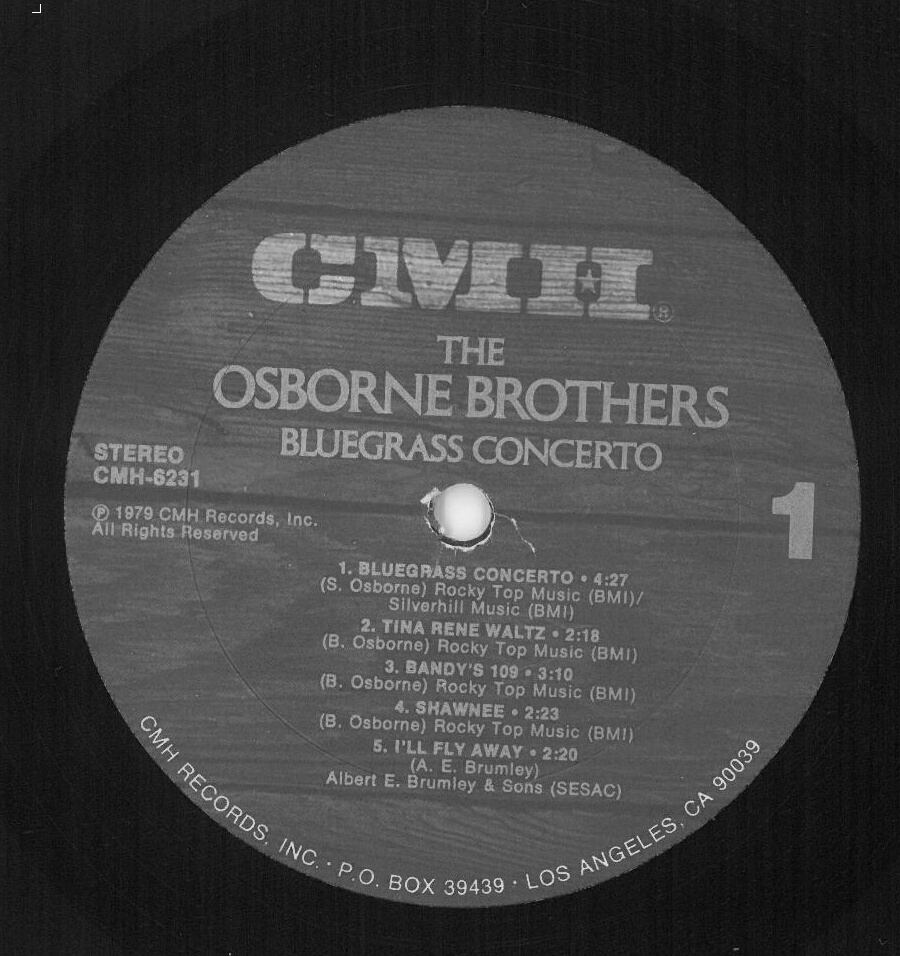 CMH®
THE
OSBORNE BROTHERS
BLUEGRASS CONCERTO
STEREO
CMH-6231
℗ 1979 CMH Records, Inc.
All Rights Reserved
1
1. BLUEGRASS CONCERTO • 4:27
(S. Osborne) Rocky Top Music (BMI)/
Silverhill Music (BMI)
2. TINA RENE WALTZ • 2:18
(B. Osborne) Rocky Top Music (BMI)
3. BANDY'S 109 • 3:10
(B. Osborne) Rocky Top Music (BMI)
4. SHAWNEE • 2:23
(B. Osborne) Rocky Top Music (BMI)
5. I'LL FLY AWAY • 2:20
(A. E. Brumley)
Albert E. Brumley & Sons (SESAC)
CMH RECORDS, INC. · P.O. BOX 39439 · LOS ANGELES, CA 90039